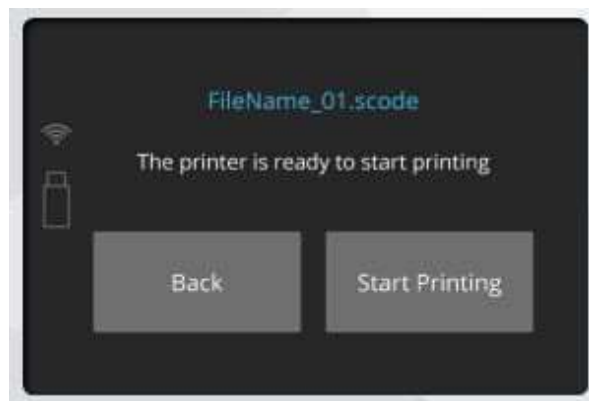 FileName_01.scode
The printer is ready to start printing
Back
Start Printing